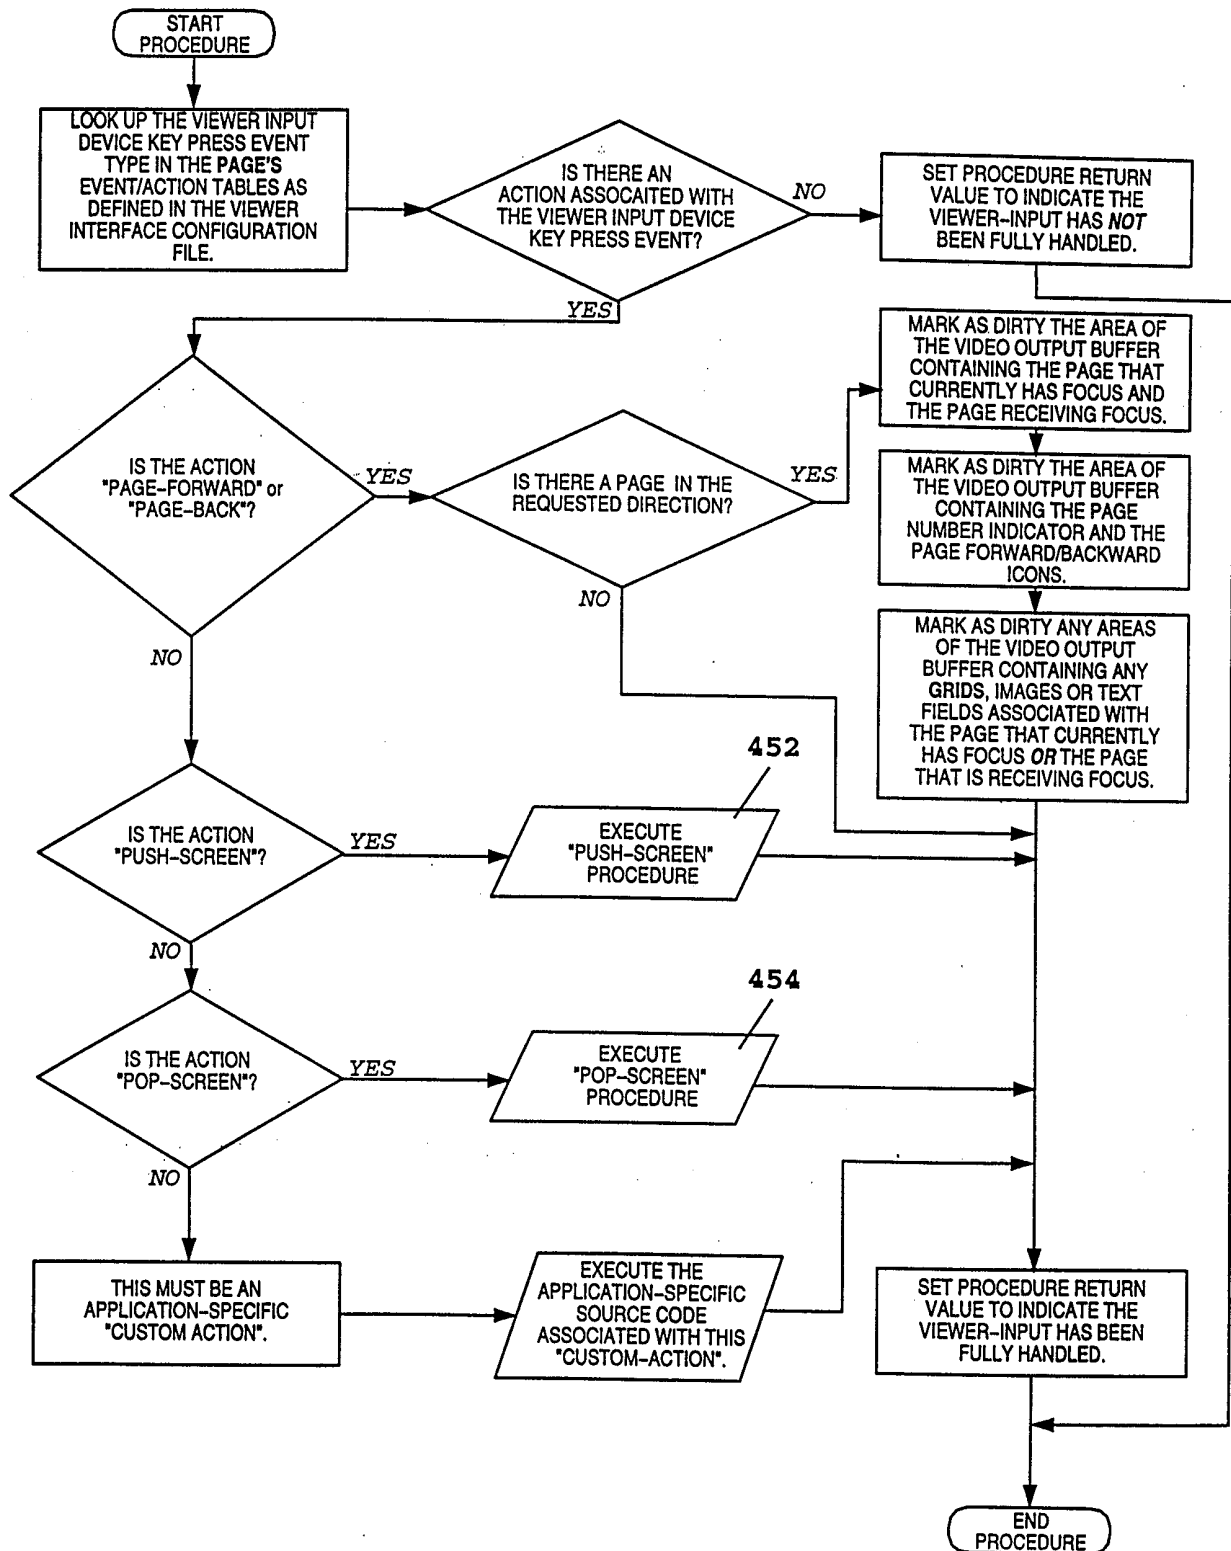 START
PROCEDURE
LOOK UP THE VIEWER INPUT
DEVICE KEY PRESS EVENT
TYPE IN THE PAGE'S
EVENT/ACTION TABLES AS
DEFINED IN THE VIEWER
INTERFACE CONFIGURATION
FILE.
IS THERE AN
ACTION ASSOCAITED WITH
THE VIEWER INPUT DEVICE
KEY PRESS EVENT?
NO
SET PROCEDURE RETURN
VALUE TO INDICATE THE
VIEWER-INPUT HAS NOT
BEEN FULLY HANDLED.
YES
IS THE ACTION
"PAGE-FORWARD" or
"PAGE-BACK"?
YES
IS THERE A PAGE IN THE
REQUESTED DIRECTION?
YES
MARK AS DIRTY THE AREA OF
THE VIDEO OUTPUT BUFFER
CONTAINING THE PAGE THAT
CURRENTLY HAS FOCUS AND
THE PAGE RECEIVING FOCUS.
MARK AS DIRTY THE AREA OF
THE VIDEO OUTPUT BUFFER
CONTAINING THE PAGE
NUMBER INDICATOR AND THE
PAGE FORWARD/BACKWARD
ICONS.
NO
MARK AS DIRTY ANY AREAS
OF THE VIDEO OUTPUT
BUFFER CONTAINING ANY
GRIDS, IMAGES OR TEXT
FIELDS ASSOCIATED WITH
THE PAGE THAT CURRENTLY
HAS FOCUS OR THE PAGE
THAT IS RECEIVING FOCUS.
NO
IS THE ACTION
"PUSH-SCREEN"?
YES
452
EXECUTE
"PUSH-SCREEN"
PROCEDURE
NO
IS THE ACTION
"POP-SCREEN"?
YES
454
EXECUTE
"POP-SCREEN"
PROCEDURE
NO
THIS MUST BE AN
APPLICATION-SPECIFIC
"CUSTOM ACTION".
EXECUTE THE
APPLICATION-SPECIFIC
SOURCE CODE
ASSOCIATED WITH THIS
"CUSTOM-ACTION".
SET PROCEDURE RETURN
VALUE TO INDICATE THE
VIEWER-INPUT HAS BEEN
FULLY HANDLED.
END
PROCEDURE